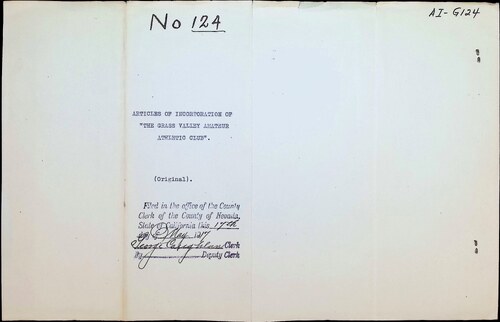 No 124
AI-G124
ARTICLES OF INCORPORATION OF
"THE GRASS VALLEY AMATEUR
ATHLETIC CLUB".
(Original).
Filed in the office of the County
Clerk of the County of Nevada,
State of California this 17th
day of May 1917
Clerk
By Deputy Clerk